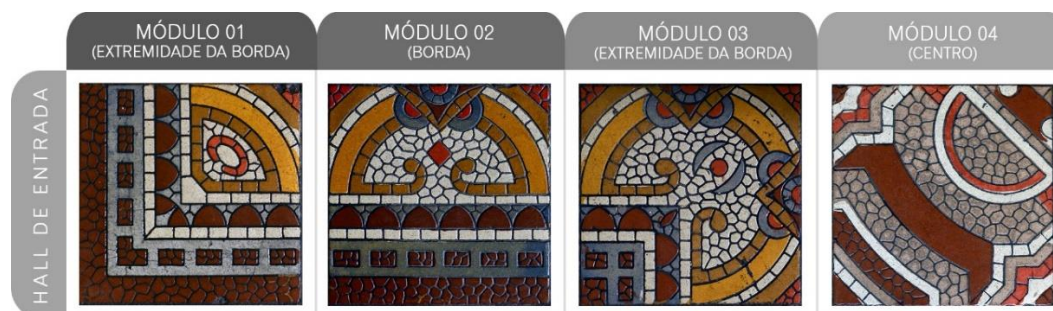 MÓDULO 01
(EXTREMIDADE DA BORDA)
MÓDULO 02
(BORDA)
MÓDULO 03
(EXTREMIDADE DA BORDA)
MÓDULO 04
(CENTRO)
HALL DE ENTRADA